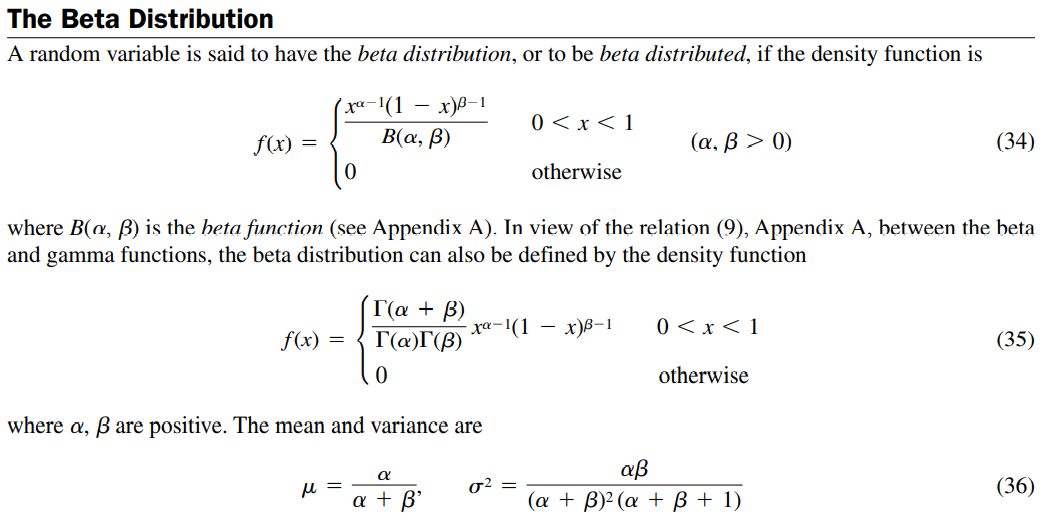 The Beta Distribution
A random variable is said to have the beta distribution, or to be beta distributed, if the density function is
f(x) = { x^{α−1}(1 − x)^{β−1} / B(α, β)    0 < x < 1
0    otherwise    (α, β > 0)    (34)
where B(α, β) is the beta function (see Appendix A). In view of the relation (9), Appendix A, between the beta
and gamma functions, the beta distribution can also be defined by the density function
f(x) = { Γ(α + β) / Γ(α)Γ(β) x^{α−1}(1 − x)^{β−1}    0 < x < 1
0    otherwise    (35)
where α, β are positive. The mean and variance are
μ = α / (α + β),    σ² = αβ / ((α + β)² (α + β + 1))    (36)